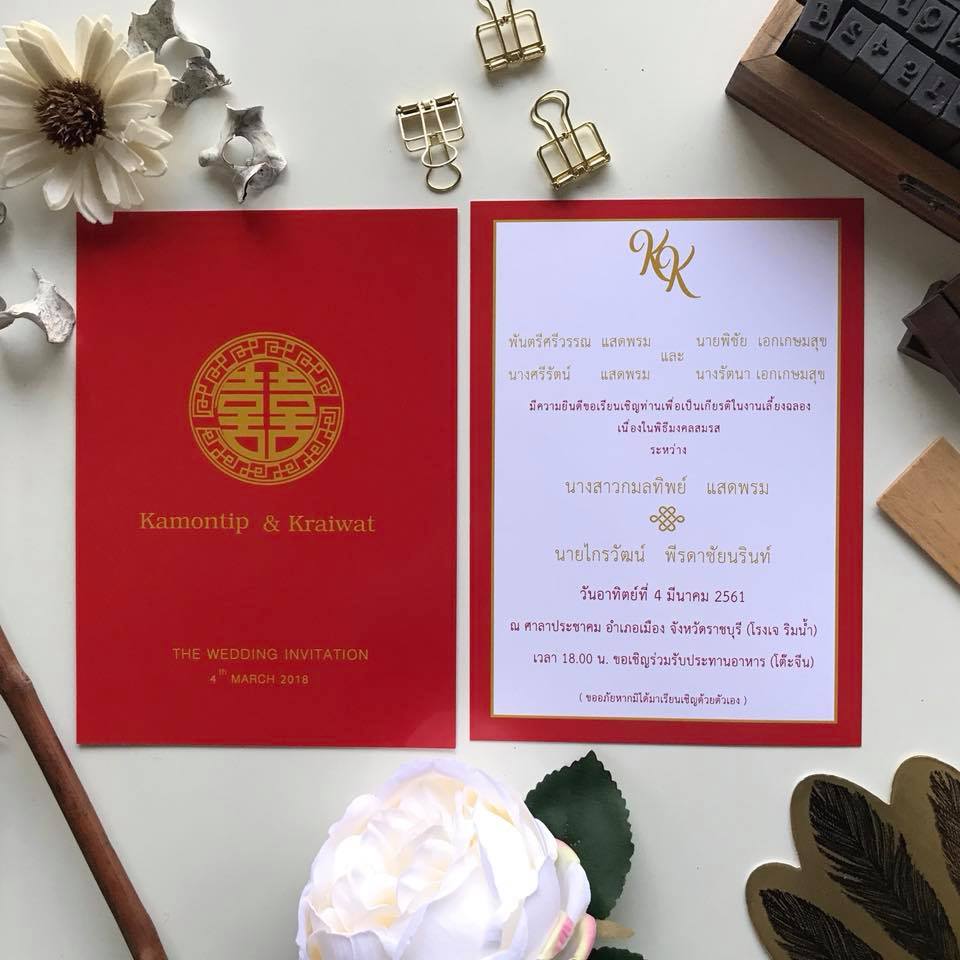 囍
Kamontip & Kraiwat
THE WEDDING INVITATION
4th MARCH 2018
KK
พันตรีศรีวรรณ แสดพรม
นางศรีรัตน์ แสดพรม
และ
นายพิชัย เอกเกษมสุข
นางรัตนา เอกเกษมสุข
มีความยินดีขอเรียนเชิญท่านเพื่อเป็นเกียรติในงานเลี้ยงฉลอง
เนื่องในพิธีมงคลสมรส
ระหว่าง
นางสาวกมลทิพย์ แสดพรม
นายไกรวัฒน์ พีรดาชัยนรินท์
วันอาทิตย์ที่ 4 มีนาคม 2561
ณ ศาลาประชาคม อำเภอเมือง จังหวัดราชบุรี (โรงเจ ริมน้ำ)
เวลา 18.00 น. ขอเชิญร่วมรับประทานอาหาร (โต๊ะจีน)
( ขออภัยหากมิได้มาเรียนเชิญด้วยตัวเอง )